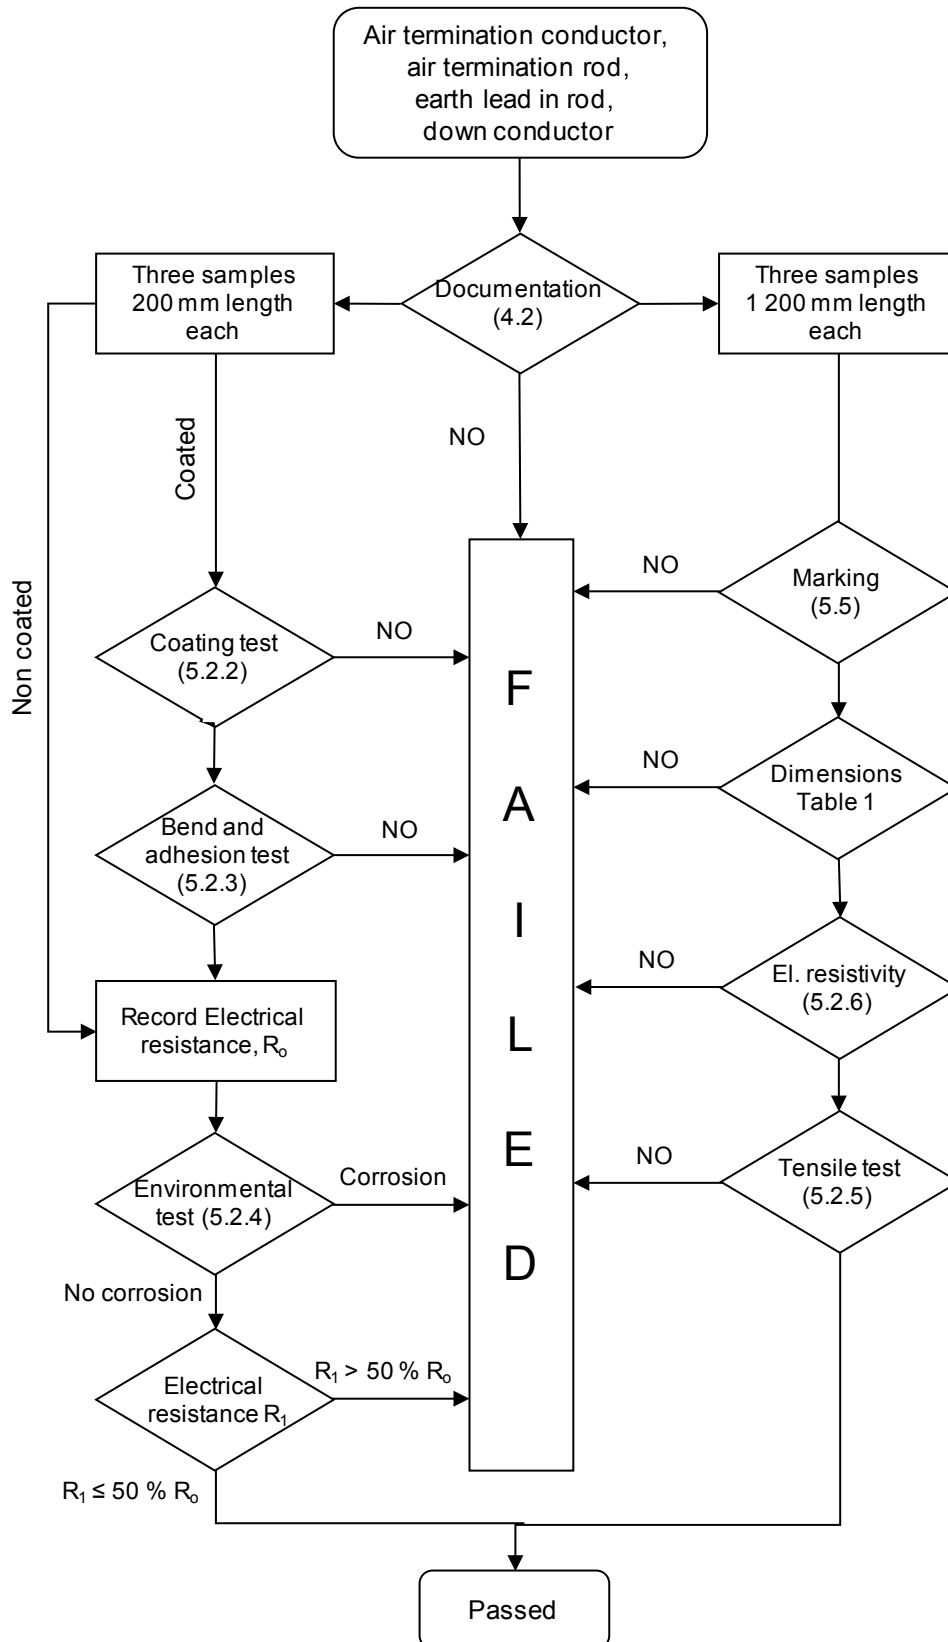 Air termination conductor,
air termination rod,
earth lead in rod,
down conductor
Three samples
200 mm length
each
Documentation
(4.2)
Three samples
1 200 mm length
each
Coated
NO
Non coated
NO
Marking
(5.5)
Coating test
(5.2.2)
NO
F
A
I
L
E
D
NO
Dimensions
Table 1
Bend and
adhesion test
(5.2.3)
NO
NO
El. resistivity
(5.2.6)
Record Electrical
resistance, Ro
NO
Tensile test
(5.2.5)
Environmental
test (5.2.4)
Corrosion
No corrosion
Electrical
resistance R1
R1 > 50 % Ro
R1 ≤ 50 % Ro
Passed